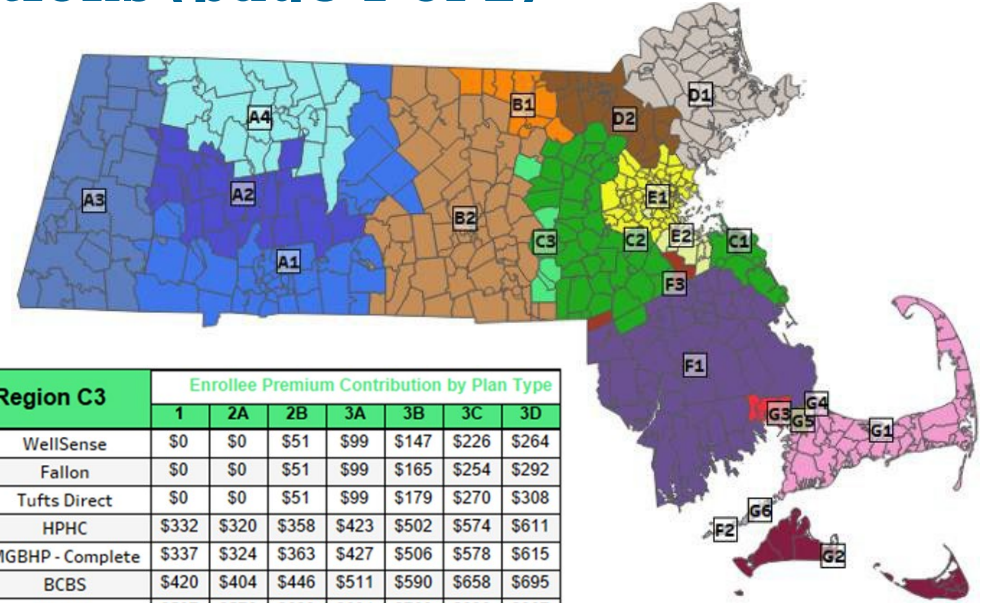 D1
B1
D2
A4
A3
A2
E1
B2
E2
C3
C2
C1
A1
F3
F1
G4
G3
G5
G1
G6
F2
G2
Region C3 Enrollee Premium Contribution by Plan Type
1 2A 2B 3A 3B 3C 3D
WellSense $0 $0 $51 $99 $147 $226 $264
Fallon $0 $0 $51 $99 $165 $254 $292
Tufts Direct $0 $0 $51 $99 $179 $270 $308
HPHC $332 $320 $358 $423 $502 $574 $611
MGBHP - Complete $337 $324 $363 $427 $506 $578 $615
BCBS $420 $404 $446 $511 $590 $658 $695